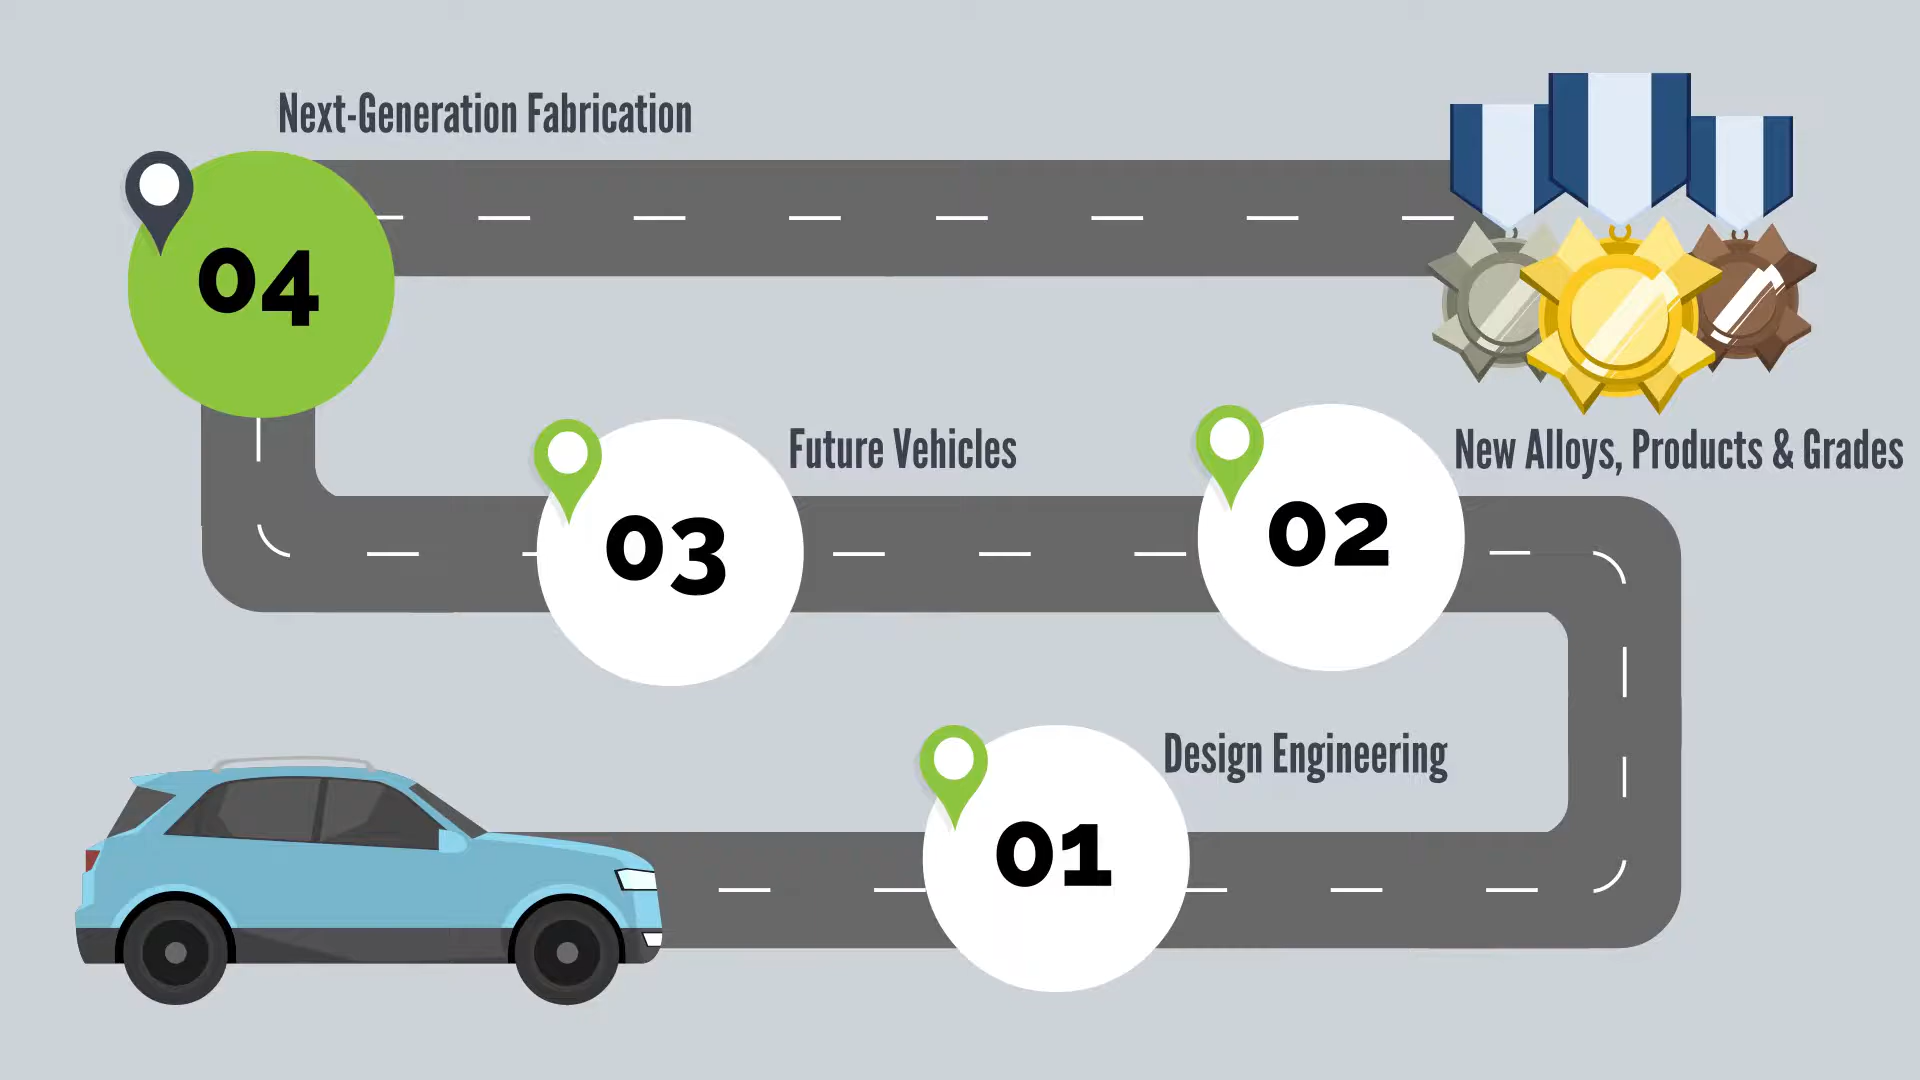 Next-Generation Fabrication
04
Future Vehicles
03
New Alloys, Products & Grades
02
Design Engineering
01